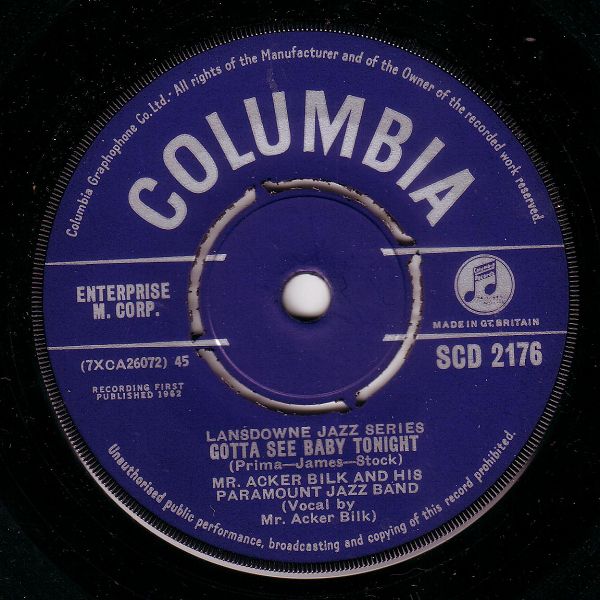 Columbia Graphophone Co. Ltd.· All rights of the Manufacturer and of the Owner of the recorded work reserved.
COLUMBIA
ENTERPRISE
M. CORP.
MADE IN GT. BRITAIN
(7XCA26072) 45
SCD 2176
RECORDING FIRST
PUBLISHED 1962
LANSDOWNE JAZZ SERIES
GOTTA SEE BABY TONIGHT
(Prima—James—Stock)
MR. ACKER BILK AND HIS
PARAMOUNT JAZZ BAND
(Vocal by
Mr. Acker Bilk)
Unauthorised public performance, broadcasting and copying of this record prohibited.